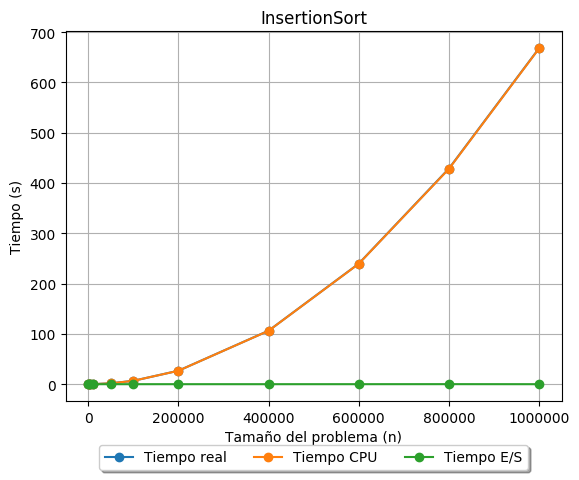 InsertionSort
Tiempo (s)
700
600
500
400
300
200
100
0
0 200000 400000 600000 800000 1000000
Tamaño del problema (n)
Tiempo real Tiempo CPU Tiempo E/S